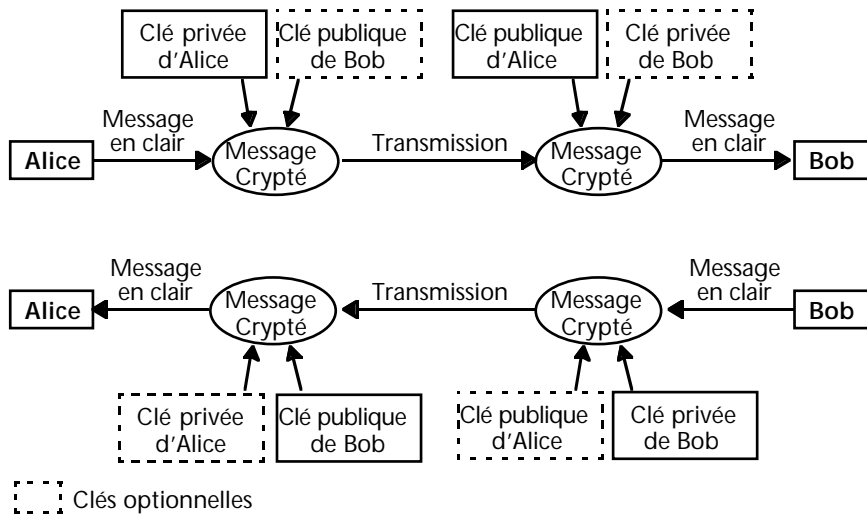 Clé privée
d'Alice
Clé publique
de Bob
Clé publique
d'Alice
Clé privée
de Bob
Message
en clair
Transmission
Message
en clair
Alice
Message
Crypté
Message
Crypté
Bob
Message
en clair
Transmission
Message
en clair
Alice
Message
Crypté
Message
Crypté
Bob
Clé privée
d'Alice
Clé publique
de Bob
Clé publique
d'Alice
Clé privée
de Bob
Clés optionnelles